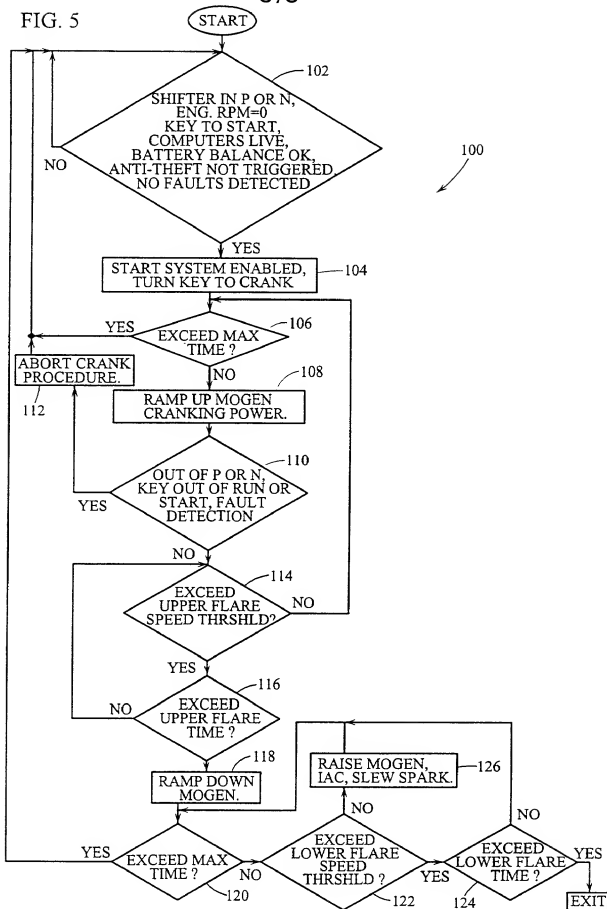 FIG. 5
START
102
SHIFTER IN P OR N,
ENG. RPM=0
KEY TO START,
COMPUTERS LIVE,
BATTERY BALANCE OK,
ANTI-THEFT NOT TRIGGERED,
NO FAULTS DETECTED
NO
100
YES
START SYSTEM ENABLED,
TURN KEY TO CRANK
104
YES
EXCEED MAX
TIME ?
106
NO
ABORT CRANK
PROCEDURE.
112
RAMP UP MOGEN
CRANKING POWER.
108
OUT OF P OR N,
KEY OUT OF RUN OR
START, FAULT
DETECTION
110
YES
NO
EXCEED
UPPER FLARE
SPEED THRSHLD?
114
NO
YES
EXCEED
UPPER FLARE
TIME ?
116
NO
RAMP DOWN
MOGEN.
118
RAISE MOGEN,
IAC, SLEW SPARK.
126
NO
NO
YES
EXCEED MAX
TIME ?
120
NO
EXCEED
LOWER FLARE
SPEED
THRSHLD ?
122
YES
EXCEED
LOWER FLARE
TIME ?
124
YES
EXIT